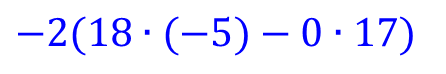 −2(18 · (−5) − 0 · 17)